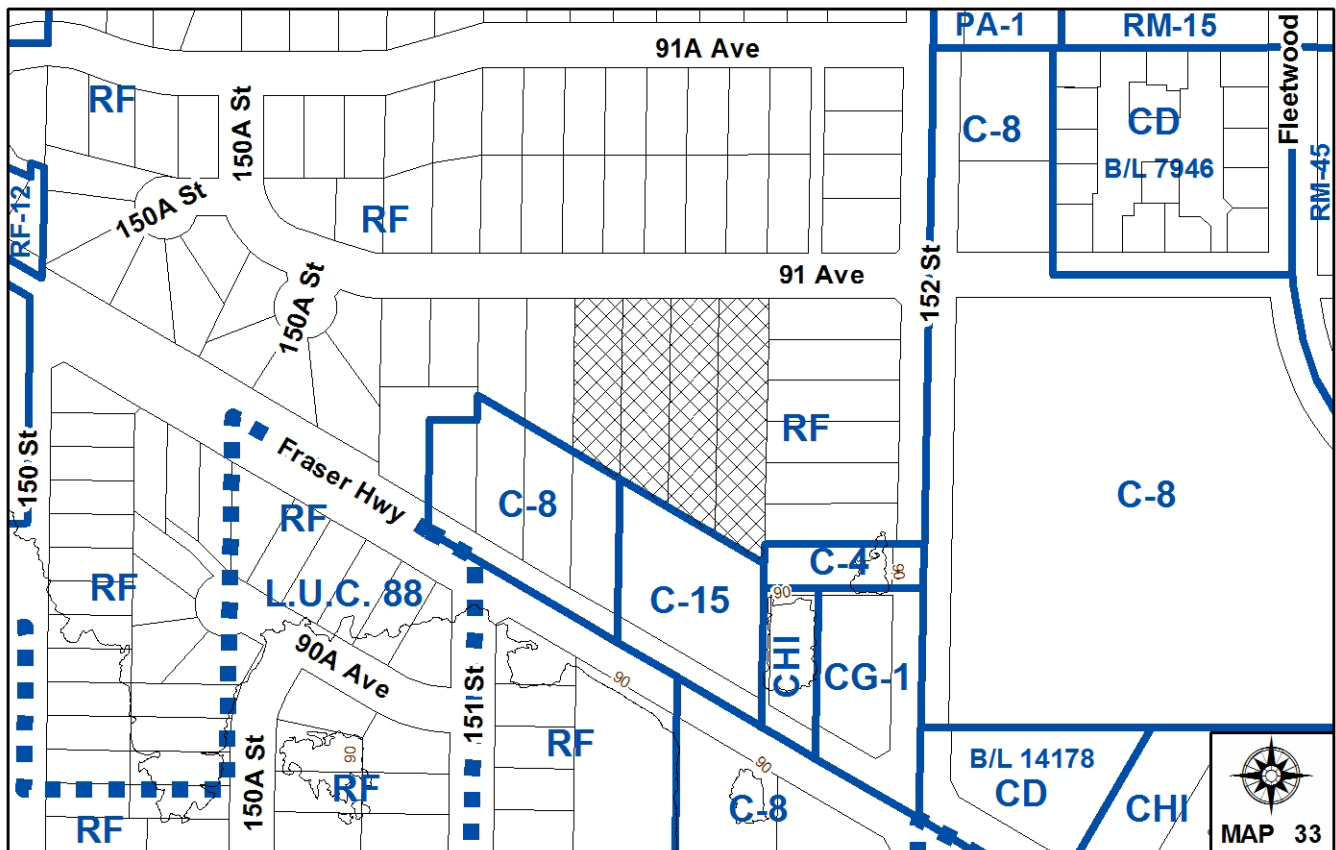 PA-1
RM-15
91A Ave
Fleetwood
RF
150A St
C-8
CD
B/L 7946
RM-45
RF-12
150A St
RF
152 St
91 Ave
150A St
RF
150 St
Fraser Hwy
C-8
C-8
RF
RF
L.U.C. 88
C-15
C-4
90
90
CHI
CG-1
90A Ave
151 St
90
RF
90
90
RF
150A St
RF
C-8
B/L 14178
CD
CHI
MAP 33